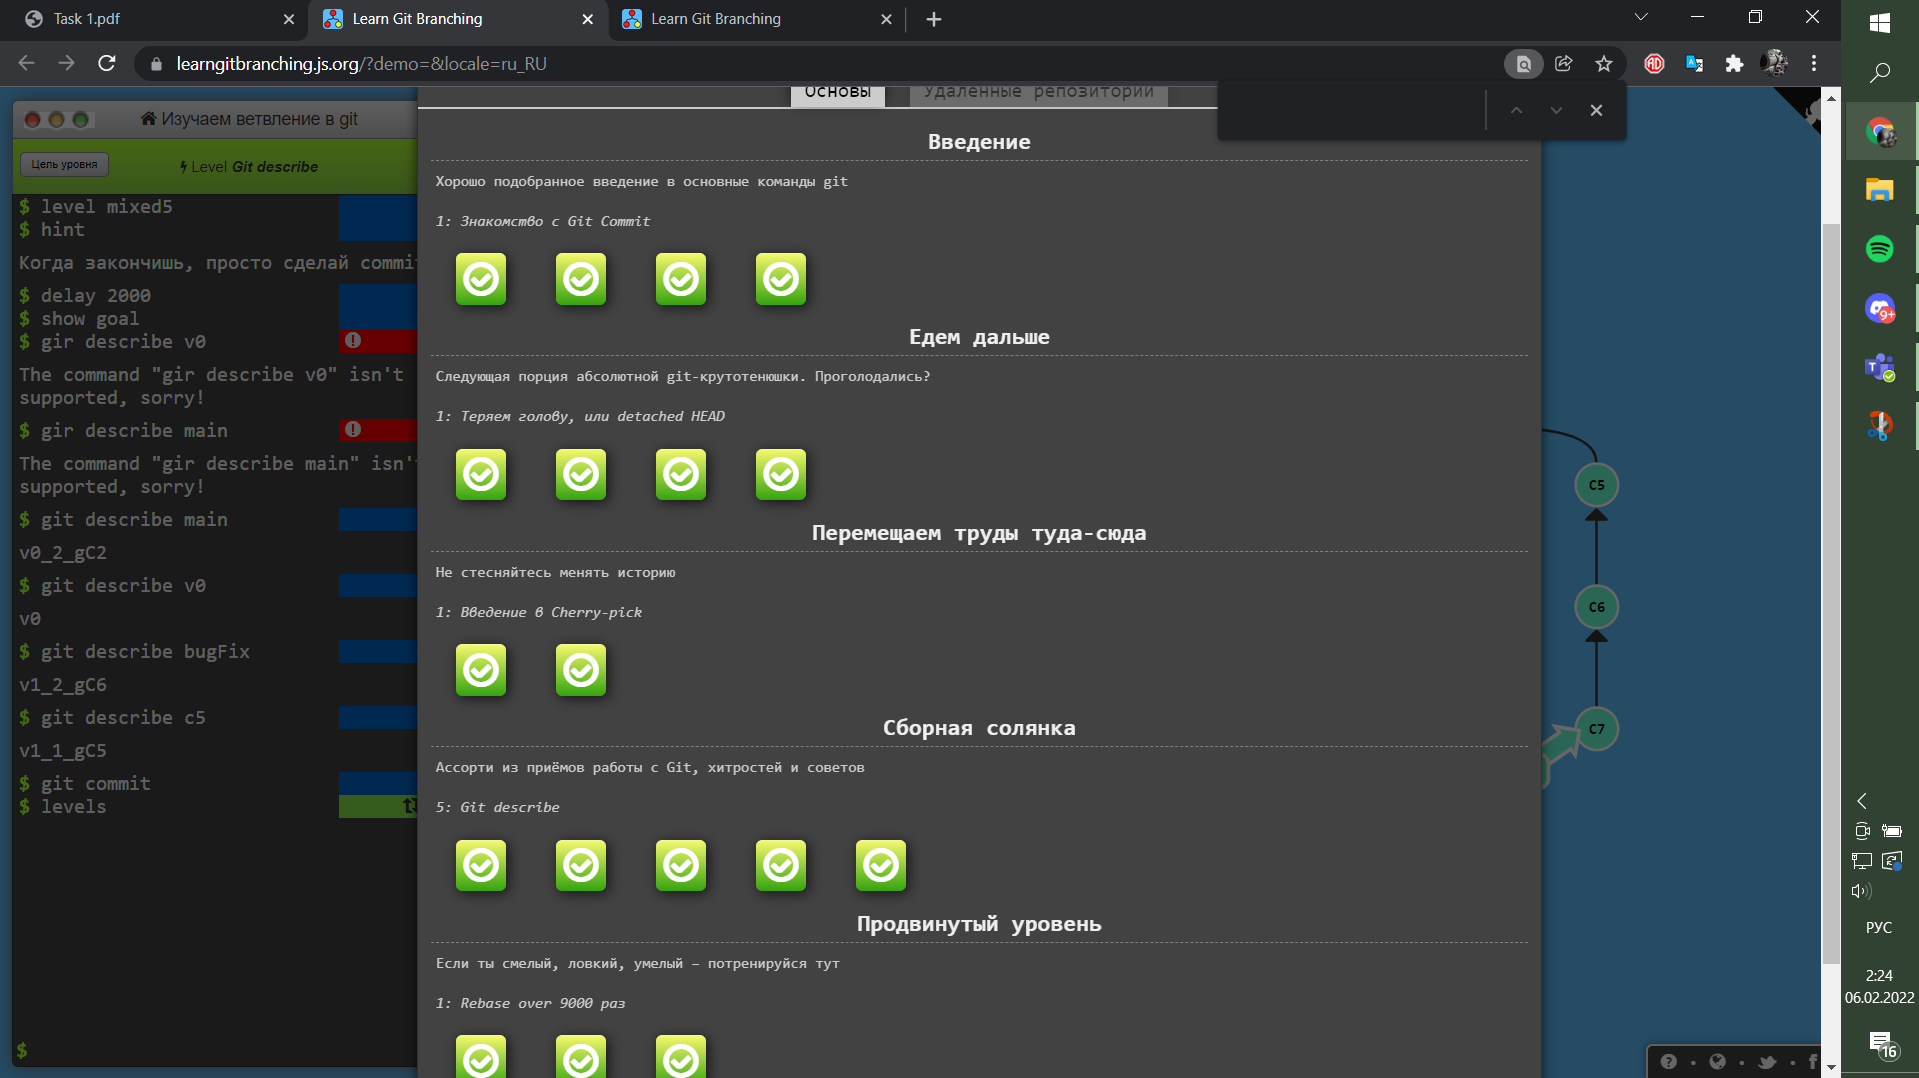 Task 1.pdf
Learn Git Branching
Learn Git Branching
learngitbranching.js.org/?demo=&locale=ru_RU
Основы
Удаленные репозитории
Изучаем ветвление в git
Цель уровня
Level Git describe
$ level mixed5
$ hint
Когда закончишь, просто сделай commi
$ delay 2000
$ show goal
$ gir describe v0
The command "gir describe v0" isn't
supported, sorry!
$ gir describe main
The command "gir describe main" isn'
supported, sorry!
$ git describe main
v0_2_gC2
$ git describe v0
v0
$ git describe bugFix
v1_2_gC6
$ git describe c5
v1_1_gC5
$ git commit
$ levels
$
Введение
Хорошо подобранное введение в основные команды git
1: Знакомство с Git Commit
Едем дальше
Следующая порция абсолютной git-крутотенюшки. Проголодались?
1: Теряем голову, или detached HEAD
Перемещаем труды туда-сюда
Не стесняйтесь менять историю
1: Введение в Cherry-pick
Сборная солянка
Ассорти из приёмов работы с Git, хитростей и советов
5: Git describe
Продвинутый уровень
Если ты смелый, ловкий, умелый – потренируйся тут
1: Rebase over 9000 раз
C5
C6
C7
AD
9+
T
РУС
2:24
06.02.2022
16